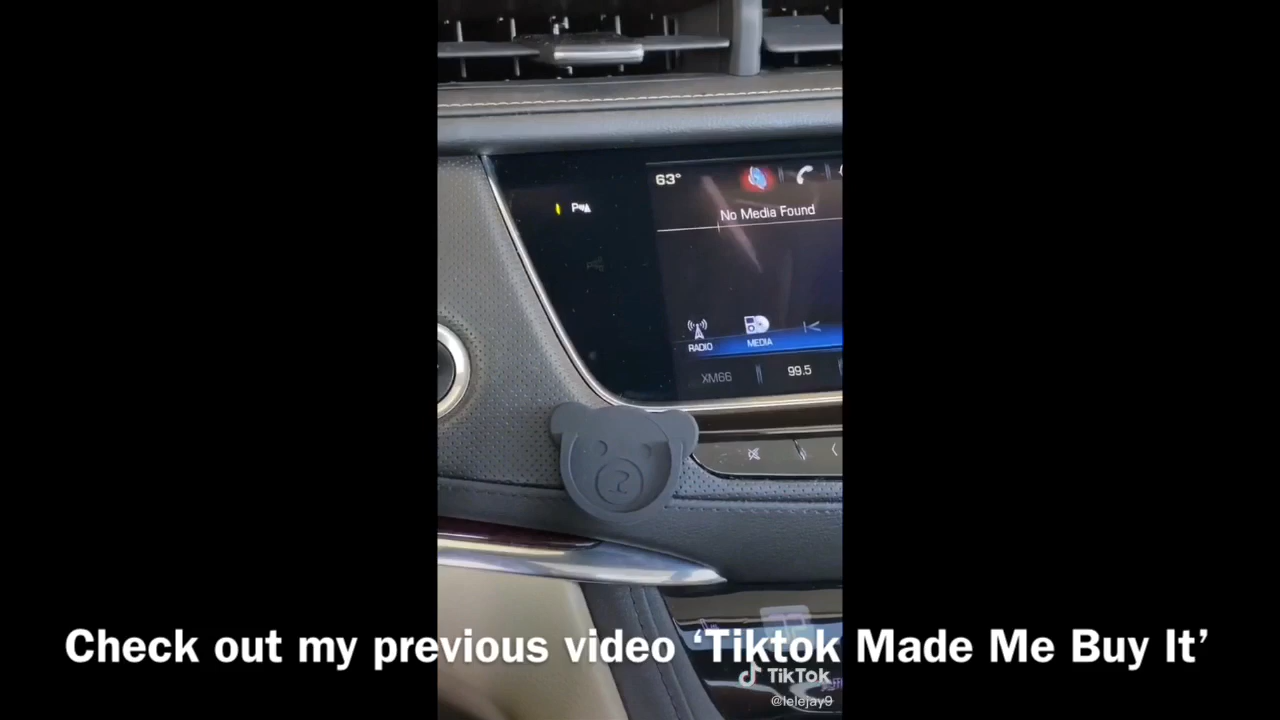 63°
P
No Media Found
RADIO
MEDIA
XM66
99.5
Check out my previous video ‘Tiktok Made Me Buy It’
TikTok
@lelejay9